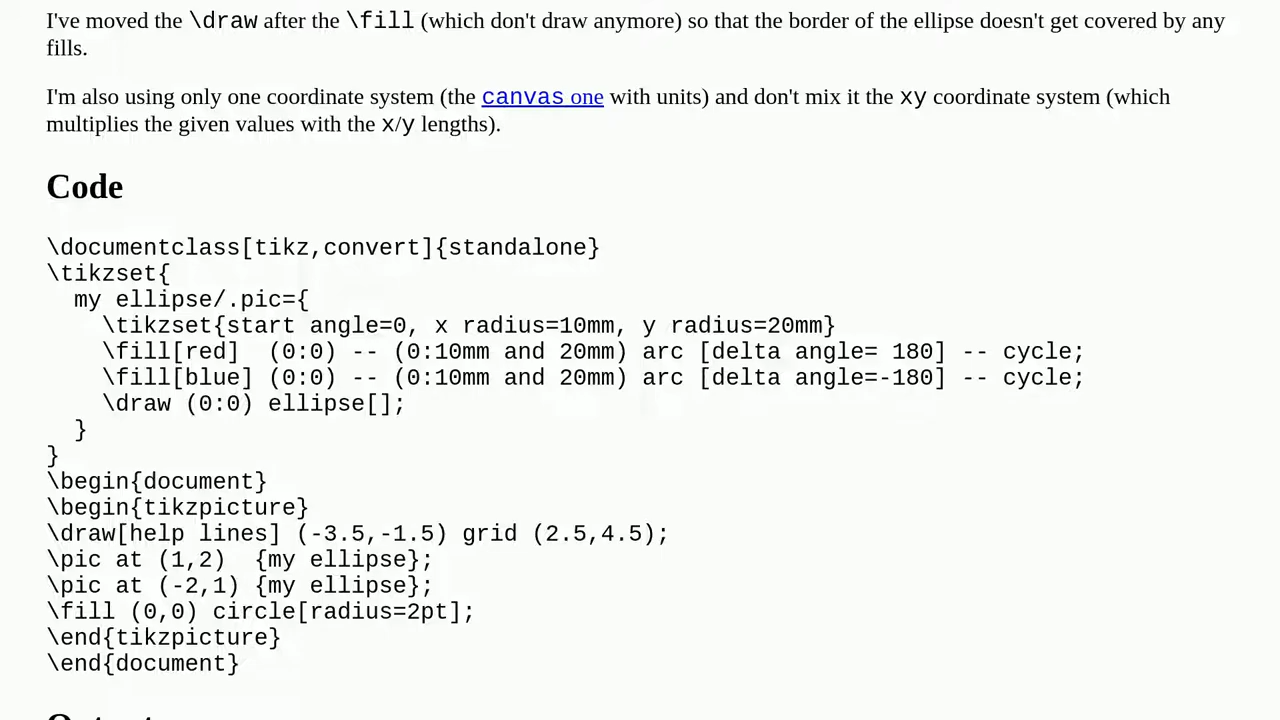 I've moved the \draw after the \fill (which don't draw anymore) so that the border of the ellipse doesn't get covered by any
fills.
I'm also using only one coordinate system (the canvas one with units) and don't mix it the xy coordinate system (which
multiplies the given values with the x/y lengths).
Code
\documentclass[tikz,convert]{standalone}
\tikzset{
  my ellipse/.pic={
    \tikzset{start angle=0, x radius=10mm, y radius=20mm}
    \fill[red]  (0:0) -- (0:10mm and 20mm) arc [delta angle= 180] -- cycle;
    \fill[blue] (0:0) -- (0:10mm and 20mm) arc [delta angle=-180] -- cycle;
    \draw (0:0) ellipse[];
  }
}
\begin{document}
\begin{tikzpicture}
\draw[help lines] (-3.5,-1.5) grid (2.5,4.5);
\pic at (1,2)  {my ellipse};
\pic at (-2,1) {my ellipse};
\fill (0,0) circle[radius=2pt];
\end{tikzpicture}
\end{document}